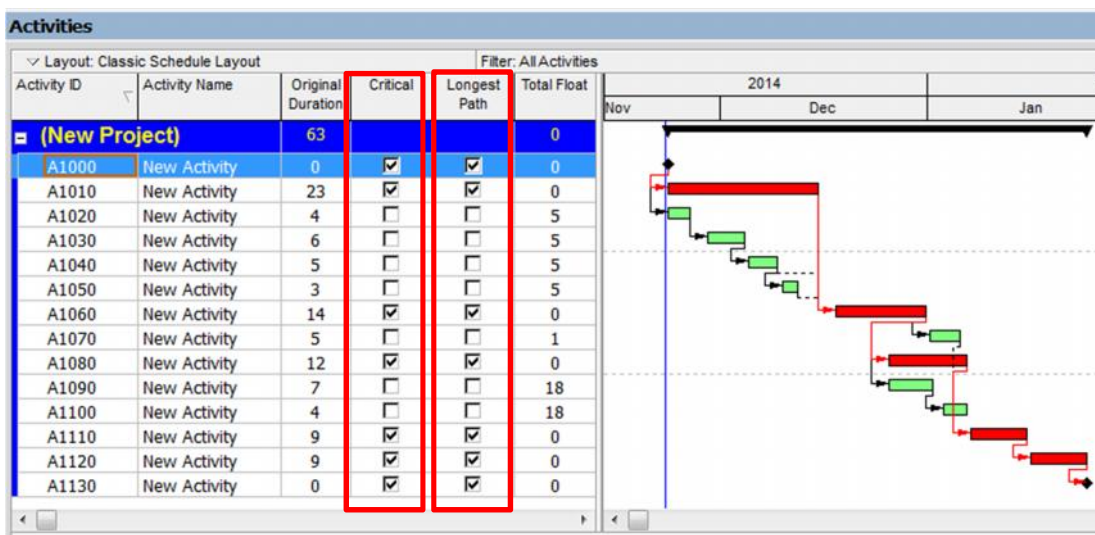 Activities
Layout: Classic Schedule Layout Filter: All Activities
Activity ID Activity Name Original Duration Critical Longest Path Total Float 2014
Nov Dec Jan
(New Project) 63 0
A1000 New Activity 0 0
A1010 New Activity 23 0
A1020 New Activity 4 5
A1030 New Activity 6 5
A1040 New Activity 5 5
A1050 New Activity 3 5
A1060 New Activity 14 0
A1070 New Activity 5 1
A1080 New Activity 12 0
A1090 New Activity 7 18
A1100 New Activity 4 18
A1110 New Activity 9 0
A1120 New Activity 9 0
A1130 New Activity 0 0